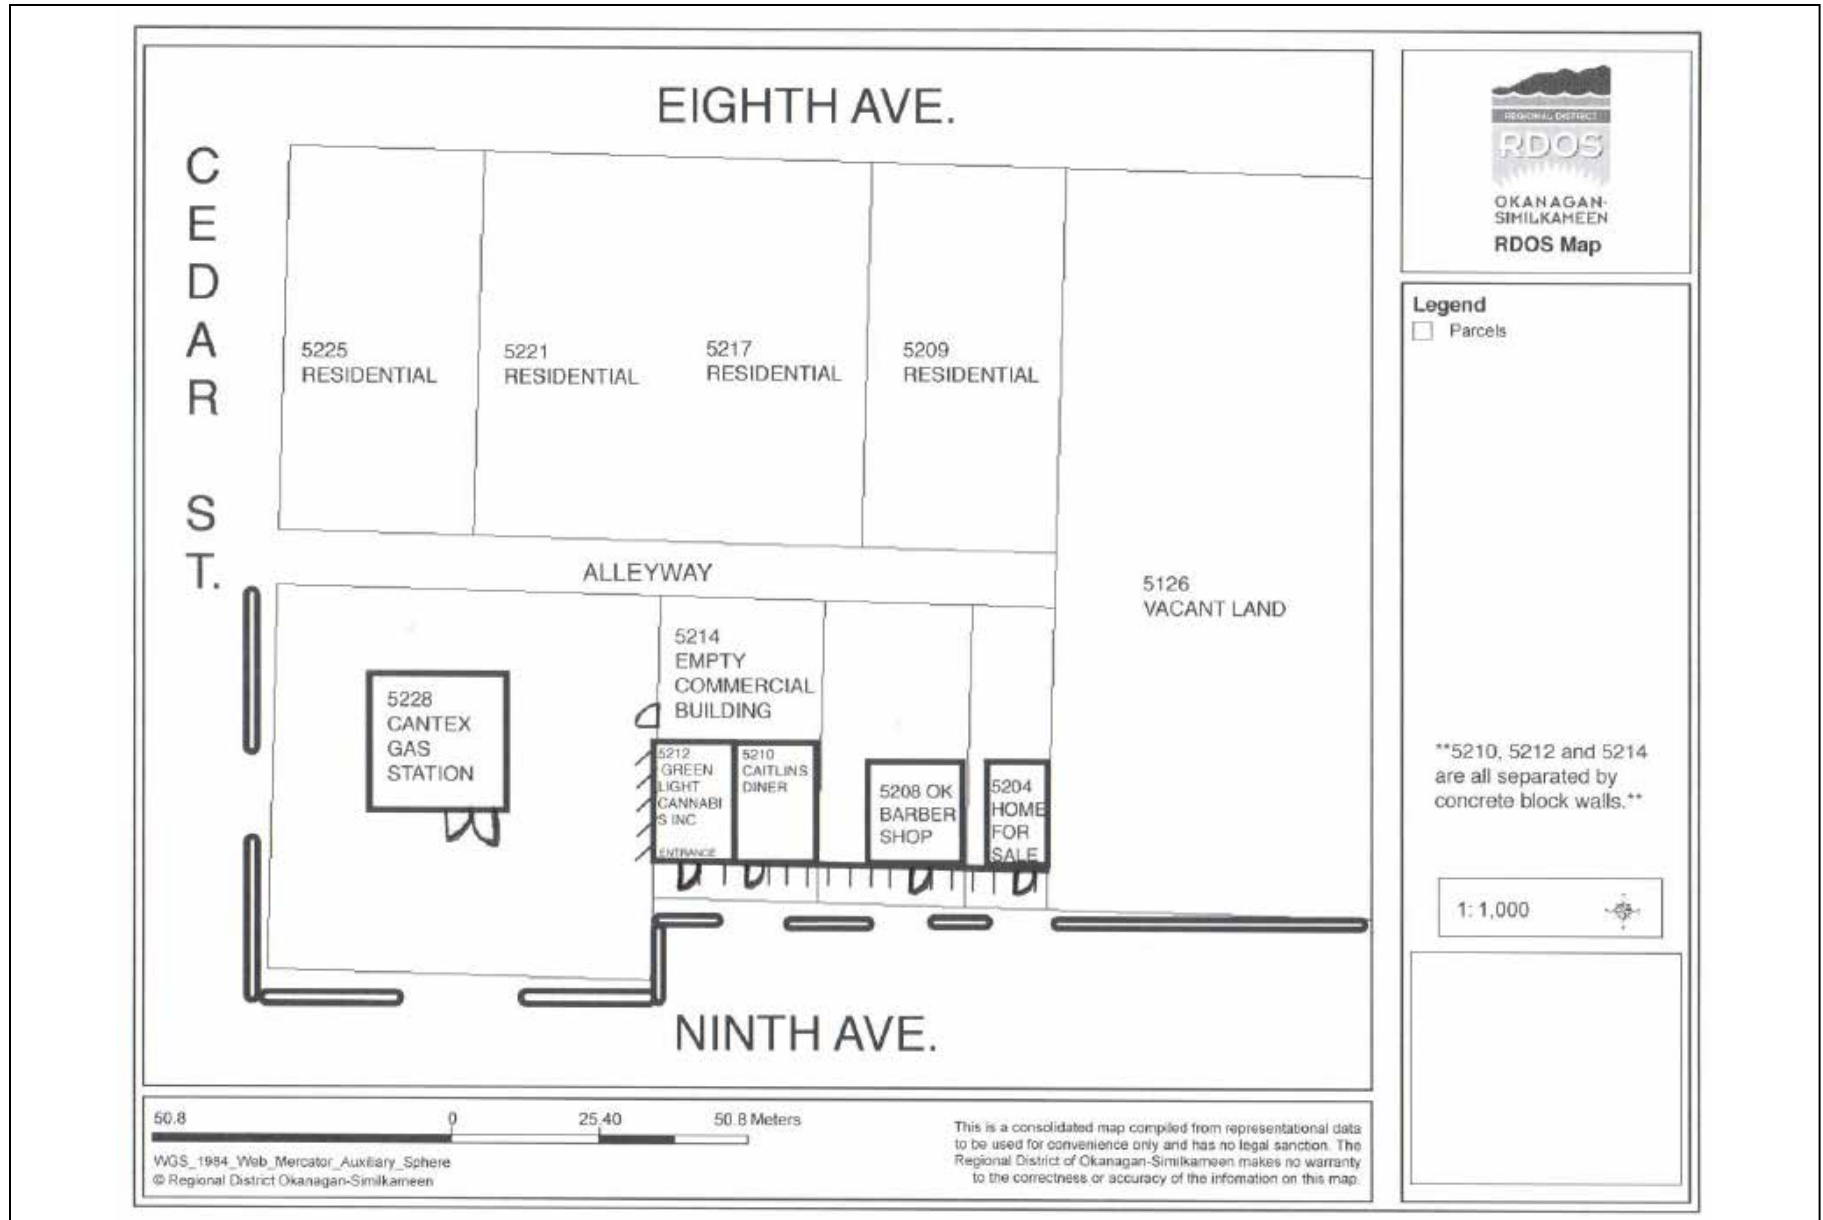 EIGHTH AVE.
CEDAR ST.
5225
RESIDENTIAL
5221
RESIDENTIAL
5217
RESIDENTIAL
5209
RESIDENTIAL
ALLEYWAY
5126
VACANT LAND
5228
CANTEX
GAS
STATION
5214
EMPTY
COMMERCIAL
BUILDING
5212
GREEN
LIGHT
CANNABI
S INC
ENTRANCE
5210
CAITLINS
DINER
5208 OK
BARBER
SHOP
5204
HOME
FOR
SALE
NINTH AVE.
REGIONAL DISTRICT
RDOS
OKANAGAN-
SIMILKAMEEN
RDOS Map
Legend
Parcels
**5210, 5212 and 5214
are all separated by
concrete block walls.**
1: 1,000
50.8 0 25.40 50.8 Meters
WGS_1984_Web_Mercator_Auxiliary_Sphere
© Regional District Okanagan-Similkameen
This is a consolidated map compiled from representational data
to be used for convenience only and has no legal sanction. The
Regional District of Okanagan-Similkameen makes no warranty
to the correctness or accuracy of the infomation on this map.